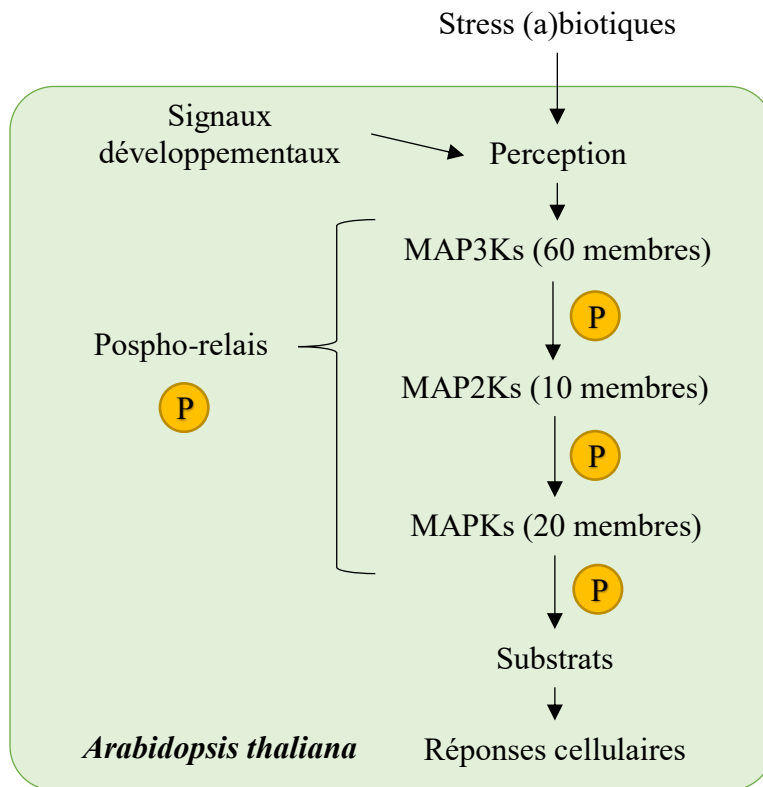 Stress (a)biotiques
Signaux
développementaux
Perception
MAP3Ks (60 membres)
P
Pospho-relais
P
MAP2Ks (10 membres)
P
MAPKs (20 membres)
P
Substrats
Arabidopsis thaliana
Réponses cellulaires